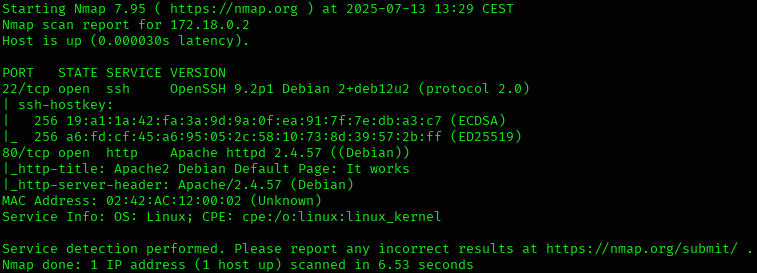 Starting Nmap 7.95 ( https://nmap.org ) at 2025-07-13 13:29 CEST
Nmap scan report for 172.18.0.2
Host is up (0.000030s latency).

PORT   STATE SERVICE VERSION
22/tcp open  ssh     OpenSSH 9.2p1 Debian 2+deb12u2 (protocol 2.0)
| ssh-hostkey:
|   256 19:a1:1a:42:fa:3a:9d:9a:0f:ea:91:7f:7e:db:a3:c7 (ECDSA)
|_  256 a6:fd:cf:45:a6:95:05:2c:58:10:73:8d:39:57:2b:ff (ED25519)
80/tcp open  http    Apache httpd 2.4.57 ((Debian))
|_http-title: Apache2 Debian Default Page: It works
|_http-server-header: Apache/2.4.57 (Debian)
MAC Address: 02:42:AC:12:00:02 (Unknown)
Service Info: OS: Linux; CPE: cpe:/o:linux:linux_kernel

Service detection performed. Please report any incorrect results at https://nmap.org/submit/ .
Nmap done: 1 IP address (1 host up) scanned in 6.53 seconds